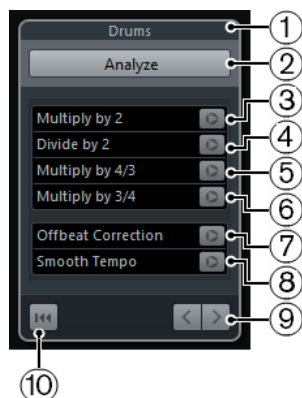 Drums ①
Analyze ②
③
Multiply by 2
④
Divide by 2
Multiply by 4/3 ⑤
Multiply by 3/4
⑥
Offbeat Correction
⑦
Smooth Tempo
⑧
⑨
⑩